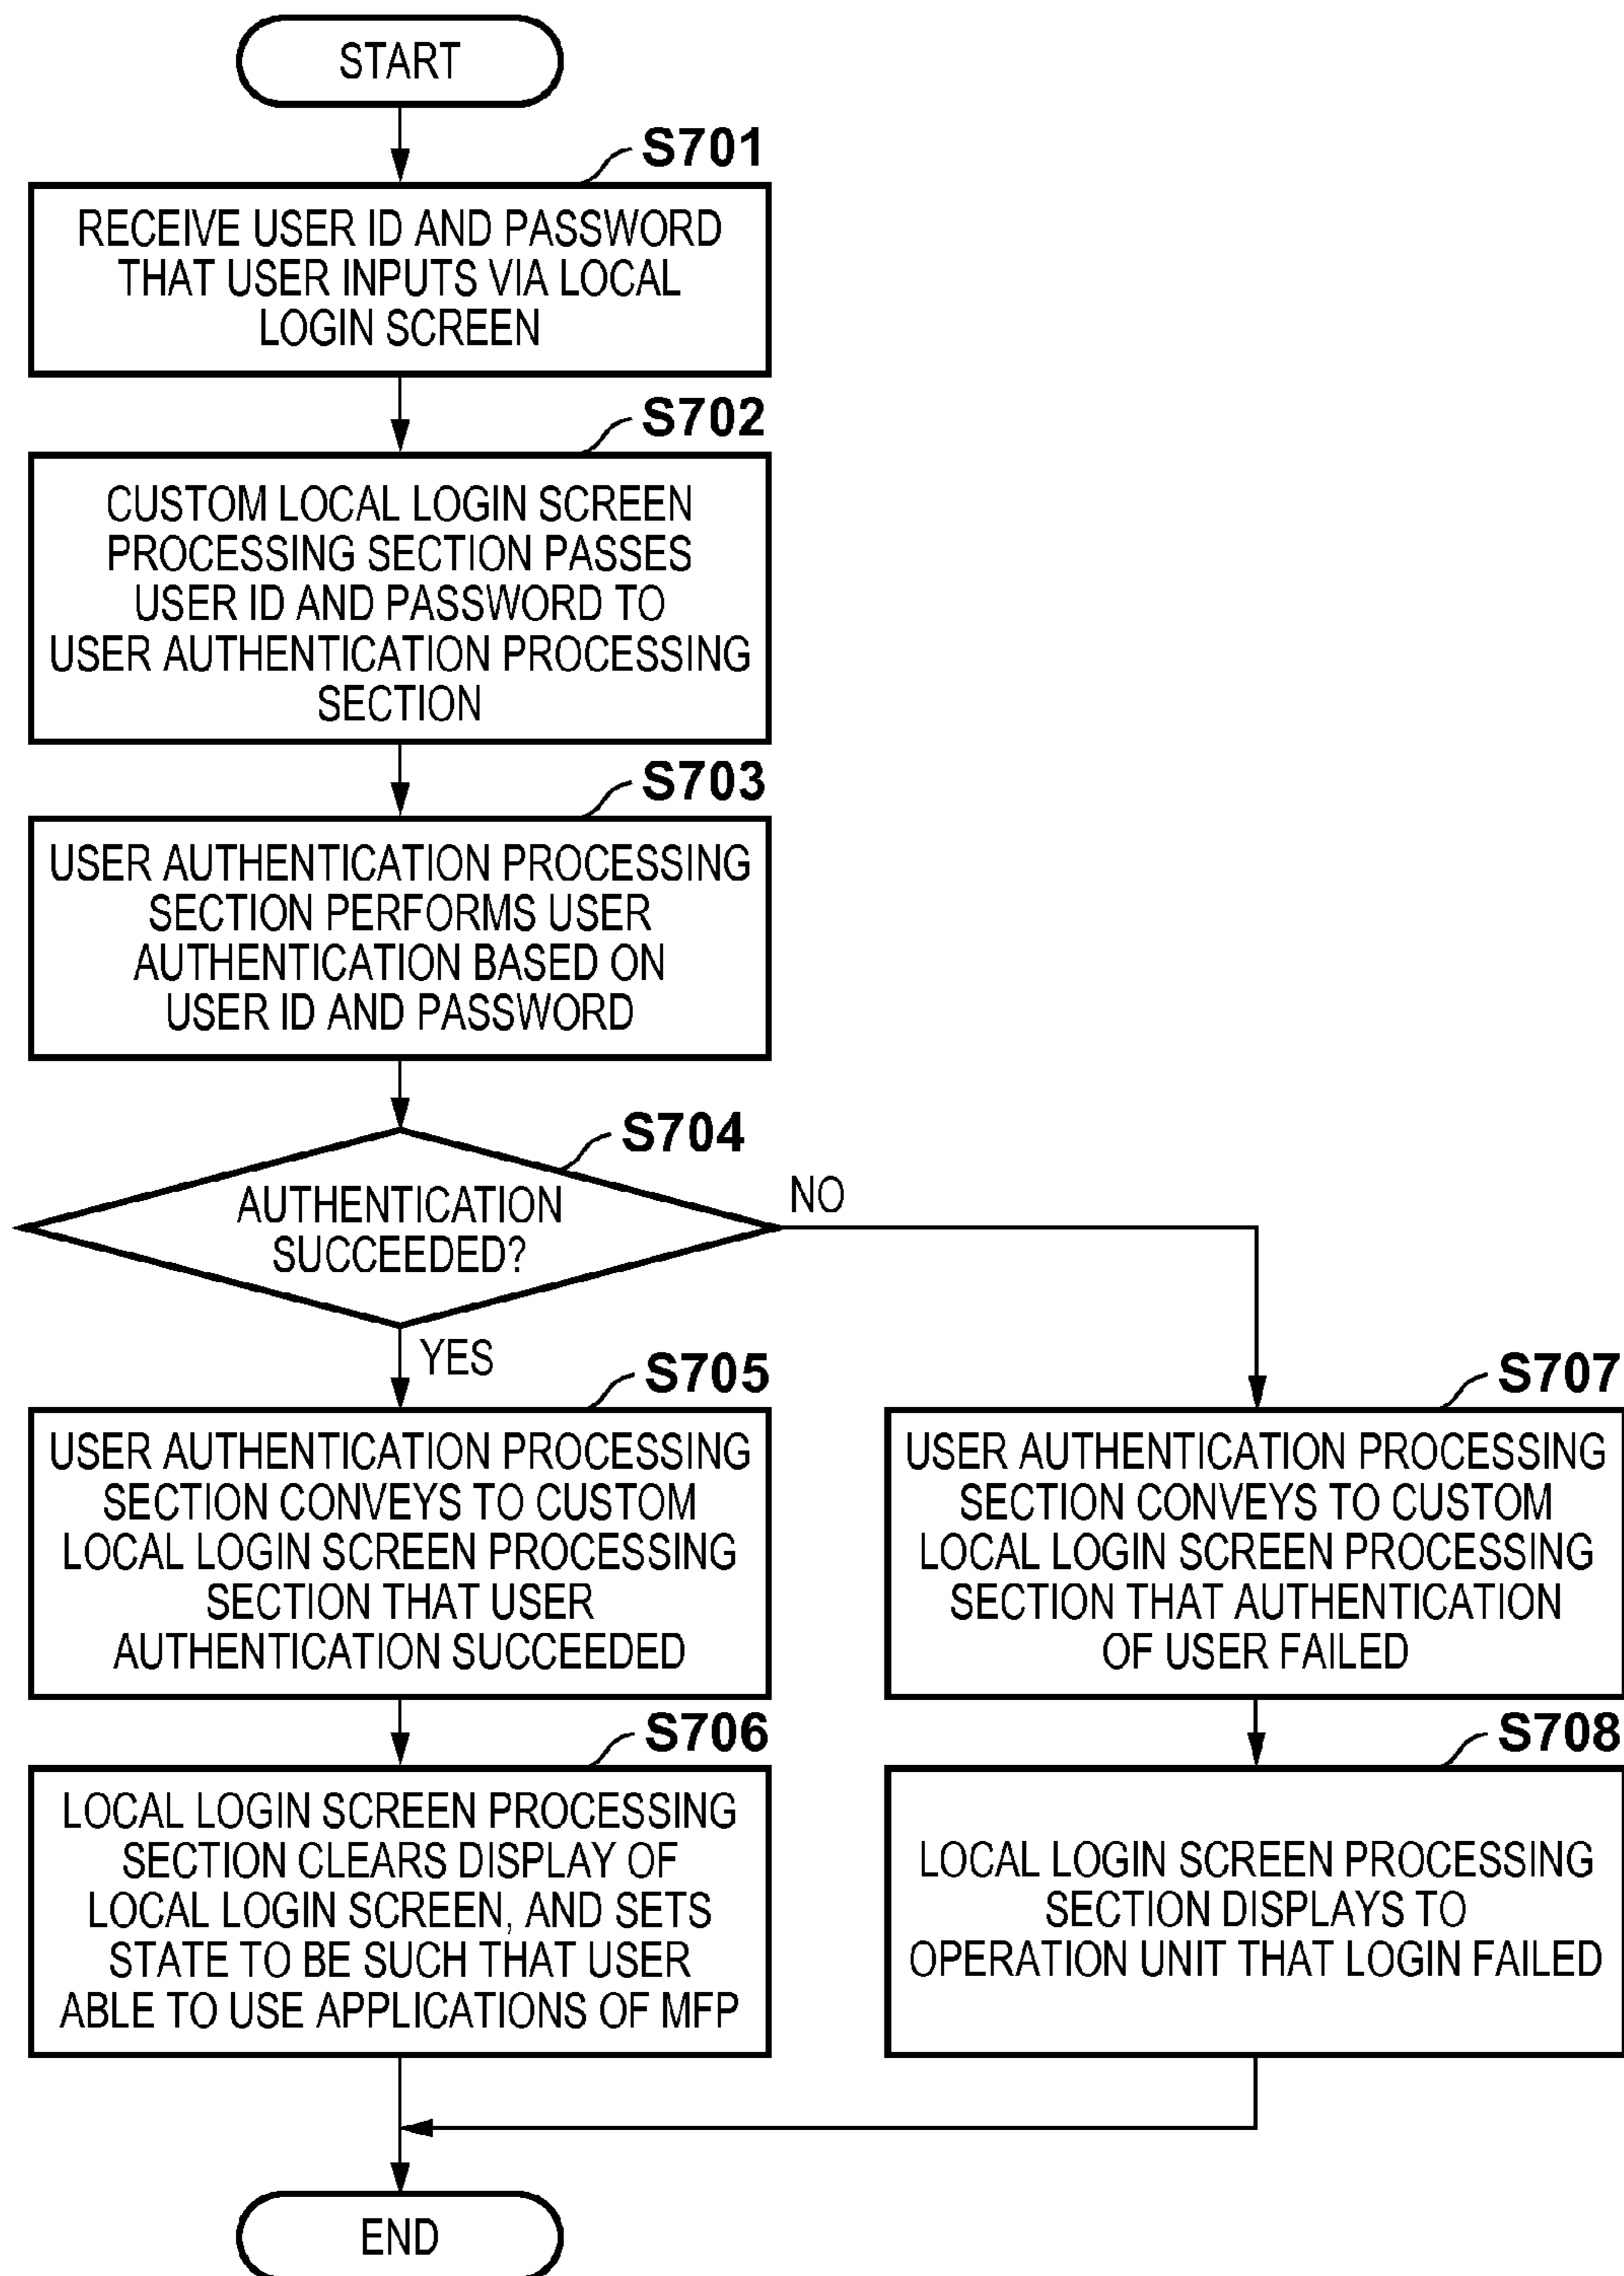 START
S701
RECEIVE USER ID AND PASSWORD
THAT USER INPUTS VIA LOCAL
LOGIN SCREEN
S702
CUSTOM LOCAL LOGIN SCREEN
PROCESSING SECTION PASSES
USER ID AND PASSWORD TO
USER AUTHENTICATION PROCESSING
SECTION
S703
USER AUTHENTICATION PROCESSING
SECTION PERFORMS USER
AUTHENTICATION BASED ON
USER ID AND PASSWORD
S704
AUTHENTICATION
SUCCEEDED?
NO
YES
S705
USER AUTHENTICATION PROCESSING
SECTION CONVEYS TO CUSTOM
LOCAL LOGIN SCREEN PROCESSING
SECTION THAT USER
AUTHENTICATION SUCCEEDED
S706
LOCAL LOGIN SCREEN PROCESSING
SECTION CLEARS DISPLAY OF
LOCAL LOGIN SCREEN, AND SETS
STATE TO BE SUCH THAT USER
ABLE TO USE APPLICATIONS OF MFP
S707
USER AUTHENTICATION PROCESSING
SECTION CONVEYS TO CUSTOM
LOCAL LOGIN SCREEN PROCESSING
SECTION THAT AUTHENTICATION
OF USER FAILED
S708
LOCAL LOGIN SCREEN PROCESSING
SECTION DISPLAYS TO
OPERATION UNIT THAT LOGIN FAILED
END